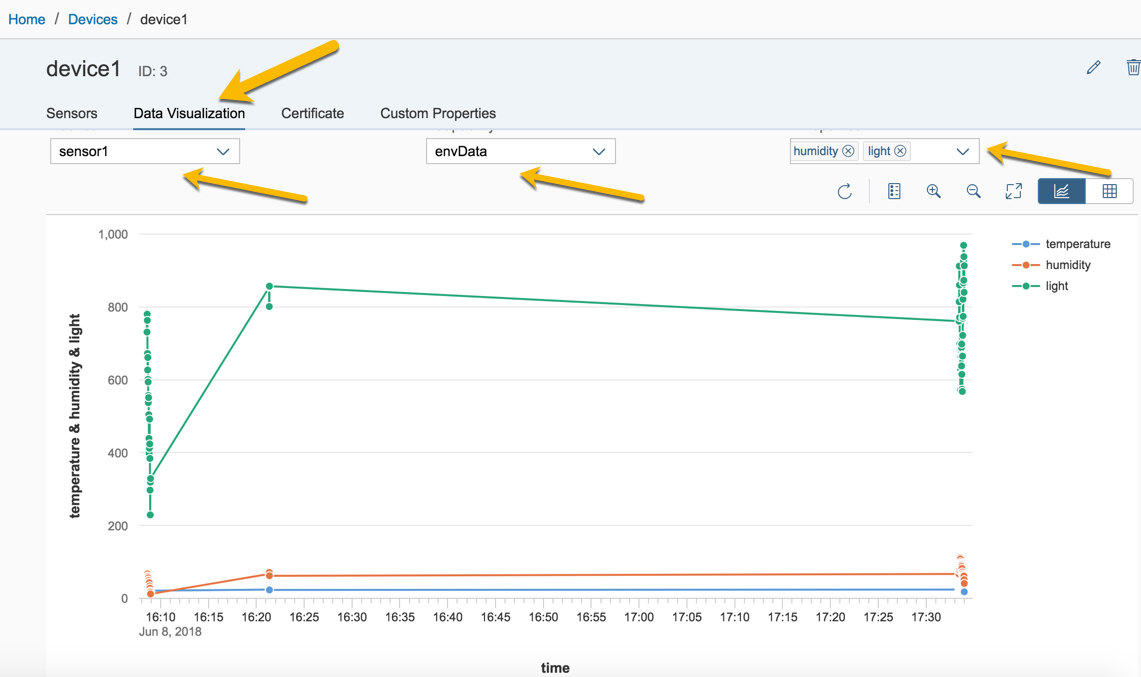 Home / Devices / device1
device1 ID: 3
Sensors Data Visualization Certificate Custom Properties
sensor1 envData humidity light
1,000
800
600
400
200
0
temperature & humidity & light
temperature
humidity
light
16:10 16:15 16:20 16:25 16:30 16:35 16:40 16:45 16:50 16:55 17:00 17:05 17:10 17:15 17:20 17:25 17:30
Jun 8, 2018
time